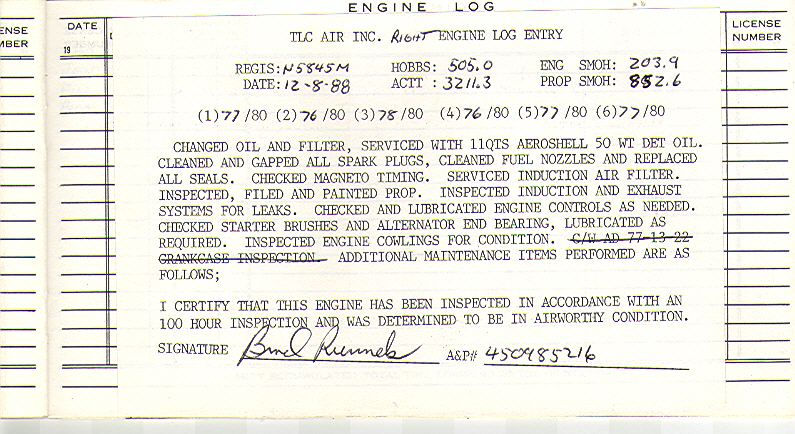 ENGINE LOG
DATE
19
ENSE
MBER
LICENSE
NUMBER
TLC AIR INC. RIGHT ENGINE LOG ENTRY
REGIS: N5845M HOBBS: 505.0 ENG SMOH: 203.9
DATE: 12-8-88 ACTT : 3211.3 PROP SMOH: 852.6
(1)77/80 (2)76/80 (3)78/80 (4)76/80 (5)77/80 (6)77/80
CHANGED OIL AND FILTER, SERVICED WITH 11QTS AEROSHELL 50 WT DET OIL.
CLEANED AND GAPPED ALL SPARK PLUGS, CLEANED FUEL NOZZLES AND REPLACED
ALL SEALS. CHECKED MAGNETO TIMING. SERVICED INDUCTION AIR FILTER.
INSPECTED, FILED AND PAINTED PROP. INSPECTED INDUCTION AND EXHAUST
SYSTEMS FOR LEAKS. CHECKED AND LUBRICATED ENGINE CONTROLS AS NEEDED.
CHECKED STARTER BRUSHES AND ALTERNATOR END BEARING, LUBRICATED AS
REQUIRED. INSPECTED ENGINE COWLINGS FOR CONDITION. C/W AD 77-13-22
CRANKCASE INSPECTION. ADDITIONAL MAINTENANCE ITEMS PERFORMED ARE AS
FOLLOWS;
I CERTIFY THAT THIS ENGINE HAS BEEN INSPECTED IN ACCORDANCE WITH AN
100 HOUR INSPECTION AND WAS DETERMINED TO BE IN AIRWORTHY CONDITION.
SIGNATURE A&P# 450985216